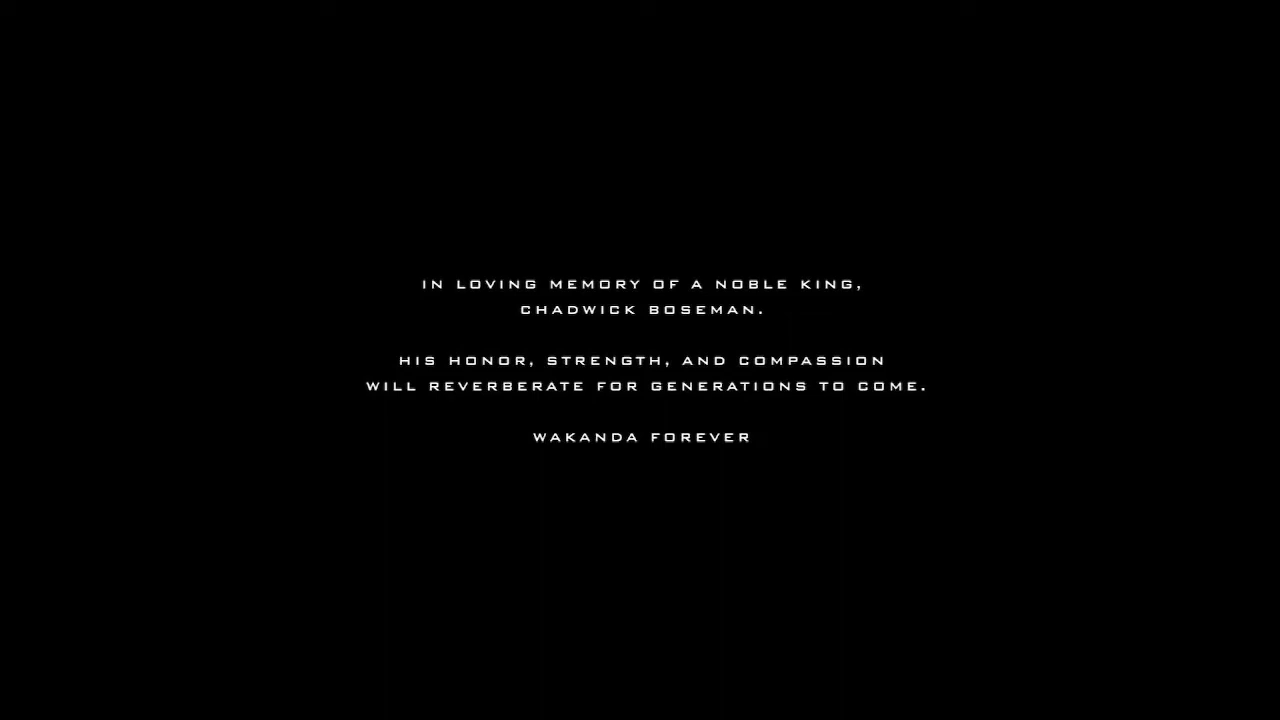 IN LOVING MEMORY OF A NOBLE KING,
CHADWICK BOSEMAN.
HIS HONOR, STRENGTH, AND COMPASSION
WILL REVERBERATE FOR GENERATIONS TO COME.
WAKANDA FOREVER